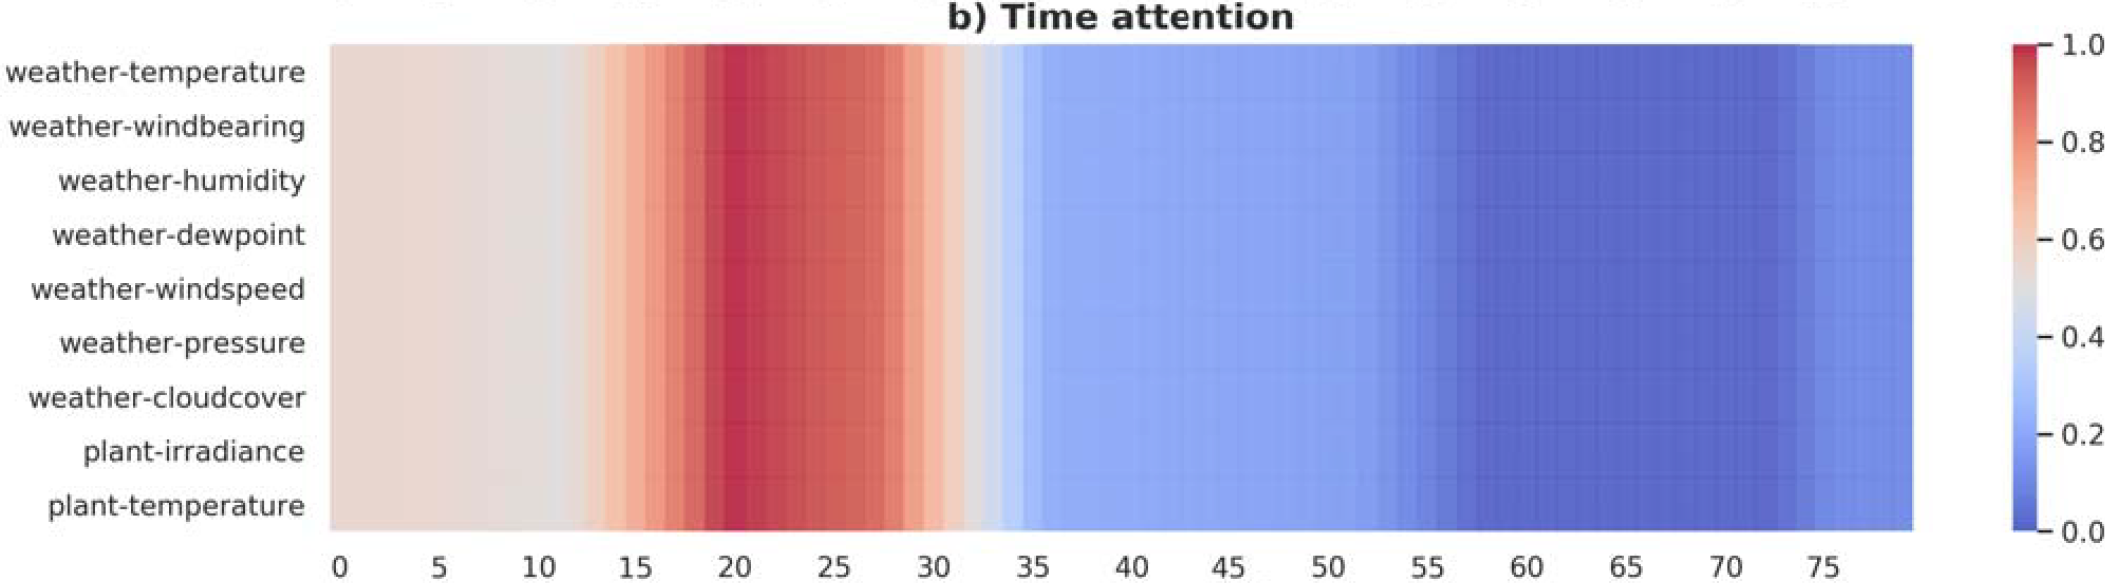 b) Time attention
weather-temperature
weather-windbearing
weather-humidity
weather-dewpoint
weather-windspeed
weather-pressure
weather-cloudcover
plant-irradiance
plant-temperature
0 5 10 15 20 25 30 35 40 45 50 55 60 65 70 75
1.0
0.8
0.6
0.4
0.2
0.0